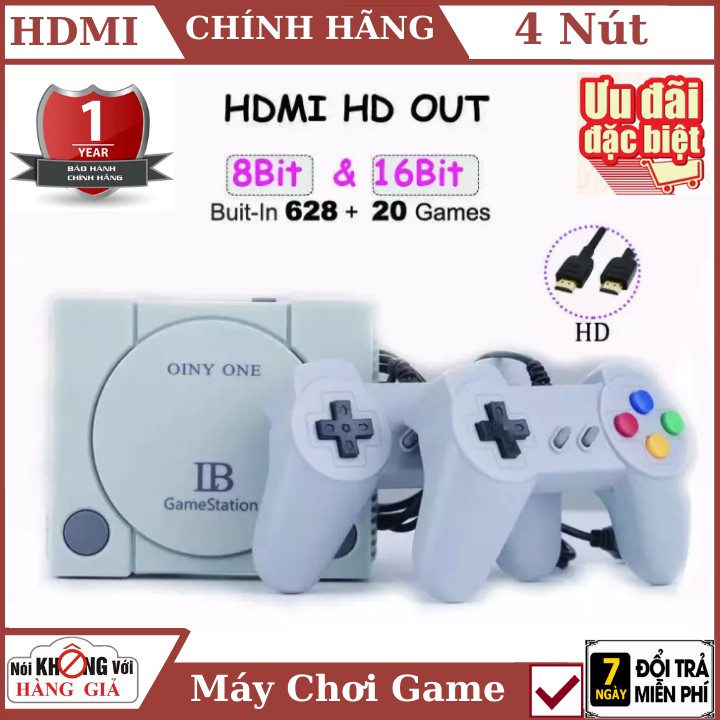 HDMI
CHÍNH HÃNG
4 Nút
1
YEAR
BẢO HÀNH
CHÍNH HÃNG
HDMI HD OUT
8Bit & 16Bit
Buit-In 628 + 20 Games
Ưu đãi
đặc biệt
HD
OINY ONE
IB
GameStation
Nói KHÔNG Với
HÀNG GIẢ
Máy Chơi Game
7
NGÀY
ĐỔI TRẢ
MIỄN PHÍ